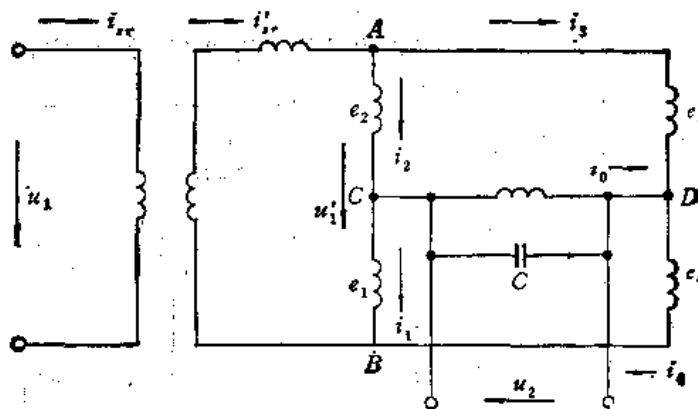 i_sr i'_sr A i_3
e_2 e
i_2
i_0
u_1 C u'_1 D
C
e_1 e
i_1
B
u_2 i_4